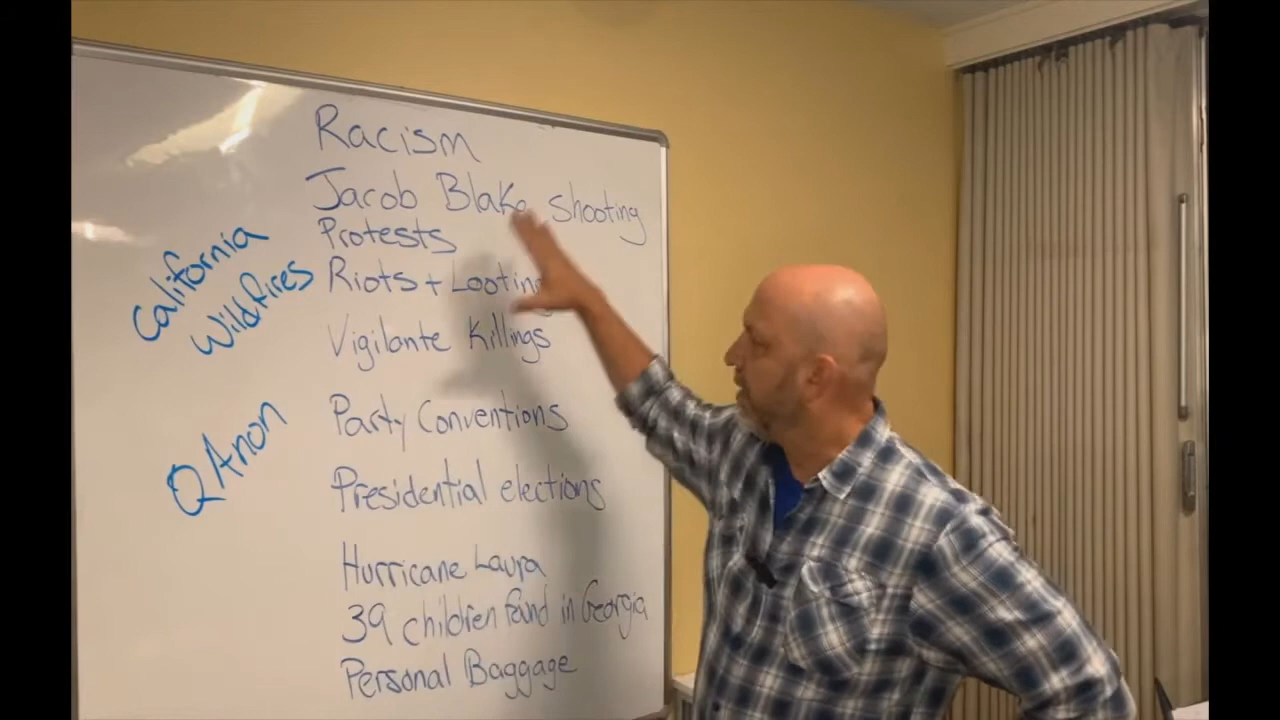 Racism
Jacob Blake shooting
Protests
Riots + Looting
Vigilante Killings
Party Conventions
Presidential elections
Hurricane Laura
39 children found in Georgia
Personal Baggage
California
Wildfires
QAnon